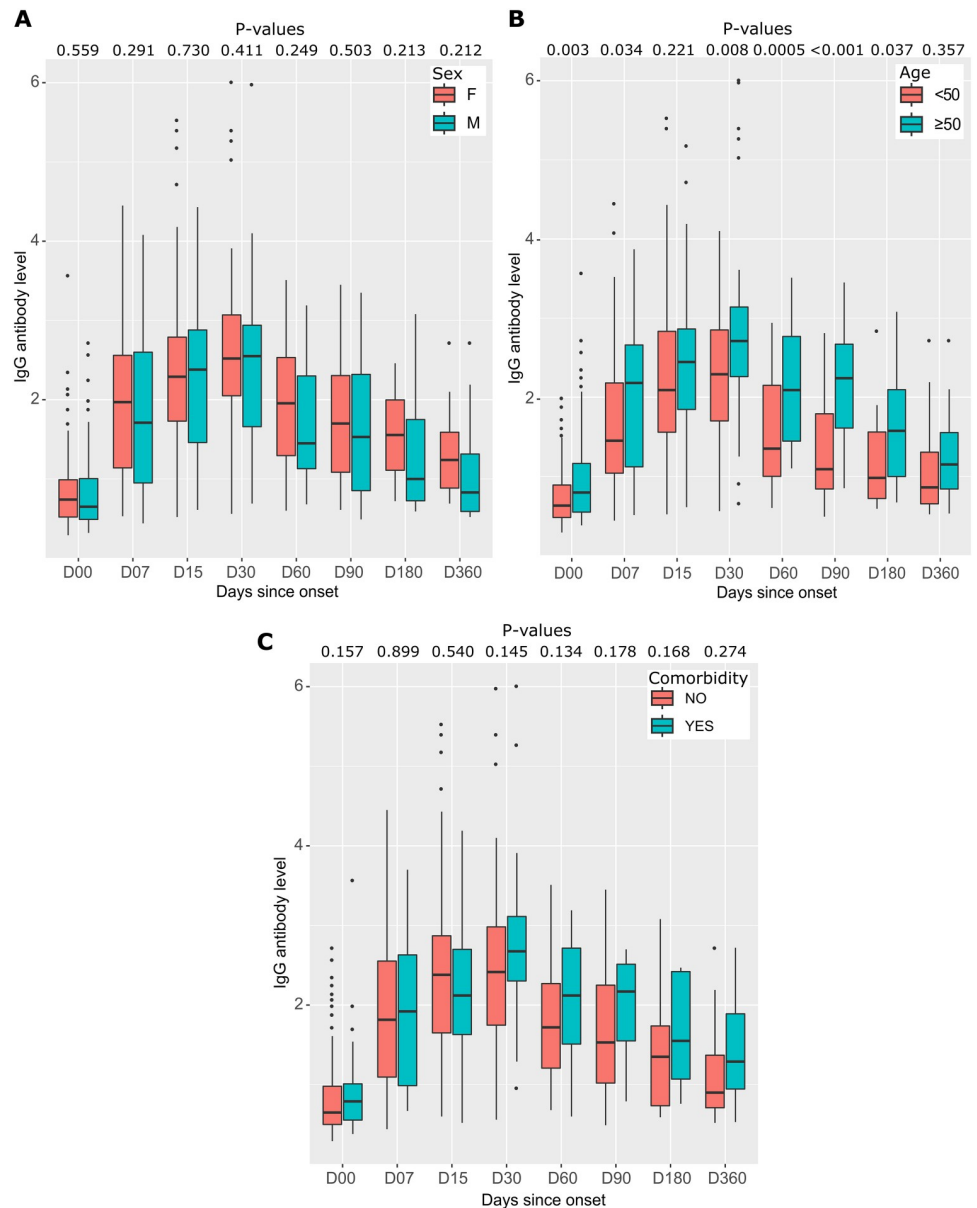 A
P-values
0.559 0.291 0.730 0.411 0.249 0.503 0.213 0.212
Sex
F
M
6
4
2
IgG antibody level
D00 D07 D15 D30 D60 D90 D180 D360
Days since onset
B
P-values
0.003 0.034 0.221 0.008 0.0005 <0.001 0.037 0.357
Age
<50
≥50
6
4
2
IgG antibody level
D00 D07 D15 D30 D60 D90 D180 D360
Days since onset
C
P-values
0.157 0.899 0.540 0.145 0.134 0.178 0.168 0.274
Comorbidity
NO
YES
6
4
2
IgG antibody level
D00 D07 D15 D30 D60 D90 D180 D360
Days since onset